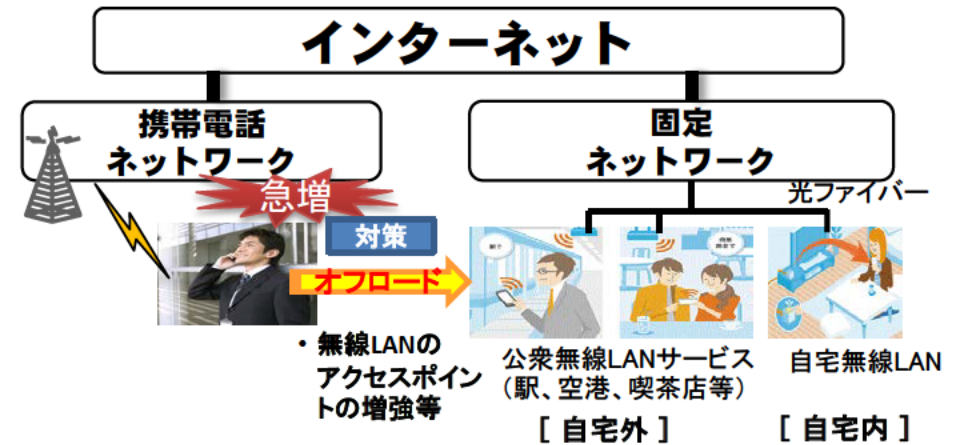 インターネット
携帯電話
ネットワーク
固定
ネットワーク
光ファイバー
急増
対策
オフロード
・無線LANの
アクセスポイン
トの増強等
駅で
公衆無線LANサービス
（駅、空港、喫茶店等）
自宅無線LAN
[ 自宅外 ]
[ 自宅内 ]